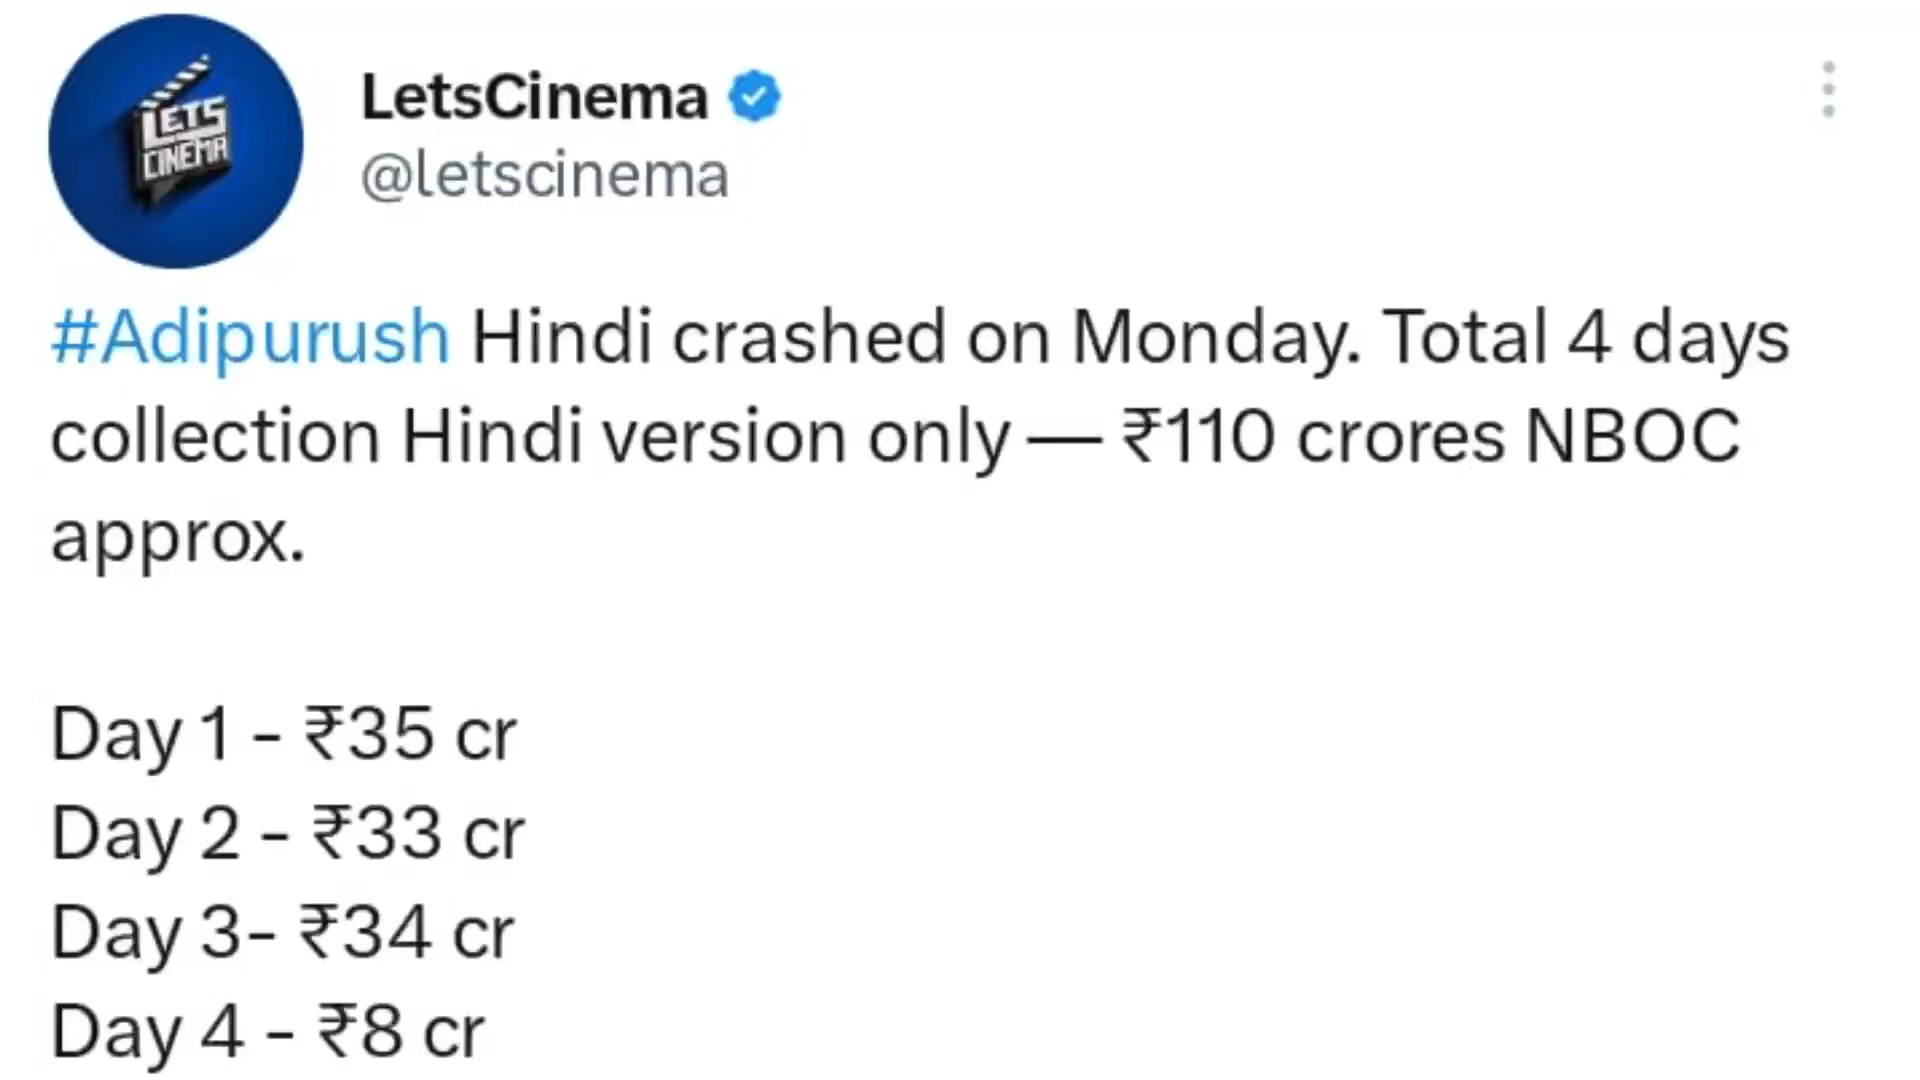 LETS
CINEMA
LetsCinema
@letscinema
#Adipurush Hindi crashed on Monday. Total 4 days
collection Hindi version only — ₹110 crores NBOC
approx.
Day 1 - ₹35 cr
Day 2 - ₹33 cr
Day 3- ₹34 cr
Day 4 - ₹8 cr